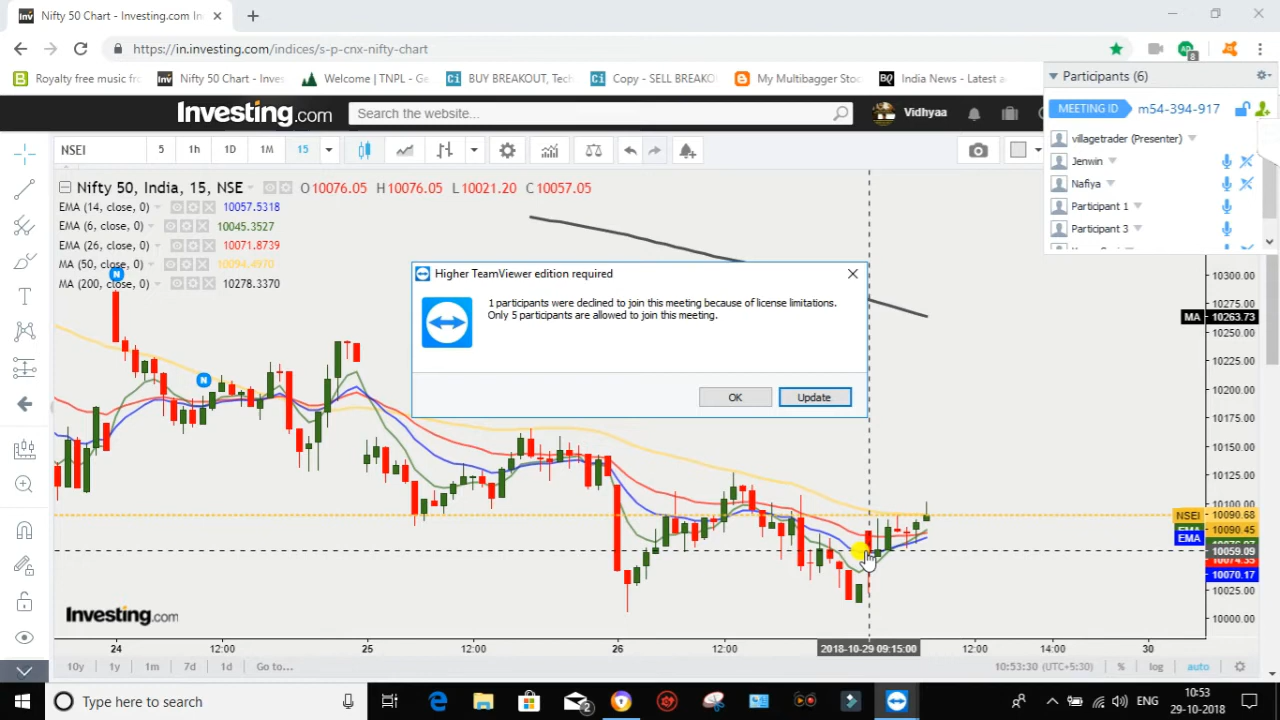 Nifty 50 Chart - Investing.com In
https://in.investing.com/indices/s-p-cnx-nifty-chart
8
Royalty free music fr
Nifty 50 Chart - Inves
Welcome | TNPL - Ge
BUY BREAKOUT, Tech
Copy - SELL BREAKO
My Multibagger Stoc
India News - Latest a
Participants (6)
MEETING ID m54-394-917
villagetrader (Presenter)
Jenwin
Nafiya
Participant 1
Participant 3
Investing.com
Search the website...
Vidhyaa
NSEI 5 1h 1D 1M 15
Nifty 50, India, 15, NSE O10076.05 H10076.05 L10021.20 C10057.05
EMA (14, close, 0) 10057.5318
EMA (6, close, 0) 10045.3527
EMA (26, close, 0) 10071.8739
MA (50, close, 0) 10094.4970
MA (200, close, 0) 10278.3370
N
N
Higher TeamViewer edition required
1 participants were declined to join this meeting because of license limitations.
Only 5 participants are allowed to join this meeting.
OK Update
10300.00
10275.00
MA 10263.73
10250.00
10225.00
10200.00
10175.00
10150.00
10125.00
10100.00
NSEI 10090.68
10090.45
EMA
10059.09
10074.35
10070.17
10025.00
10000.00
Investing.com
24 12:00 25 12:00 26 12:00 2018-10-29 09:15:00 12:00 14:00 30
10y 1y 1m 7d 1d Go to... 10:53:30 (UTC+5:30) % log auto
Type here to search
2
ENG
10:53
29-10-2018